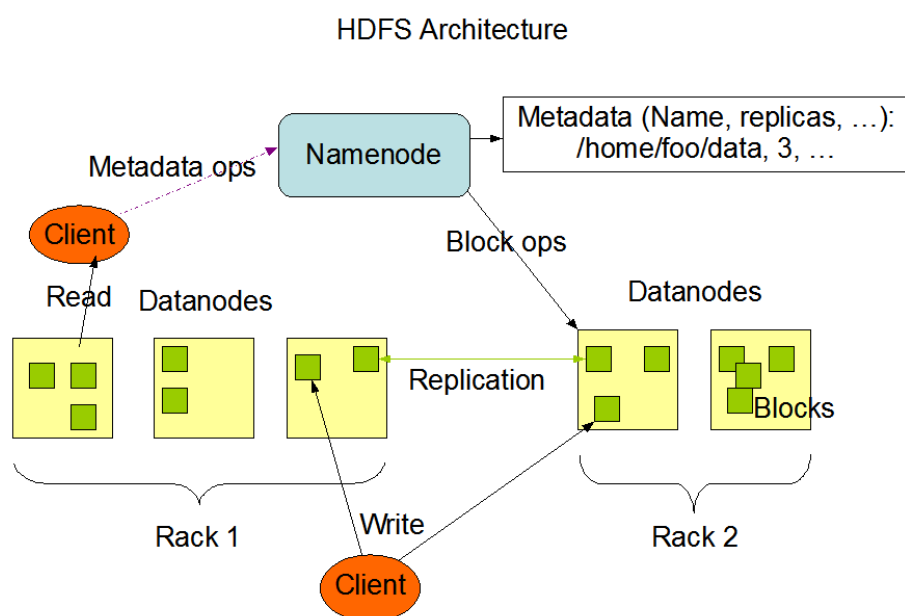 HDFS Architecture
Metadata (Name, replicas, …):
/home/foo/data, 3, …
Namenode
Metadata ops
Client
Block ops
Read
Datanodes
Datanodes
Replication
Blocks
Rack 1
Write
Rack 2
Client